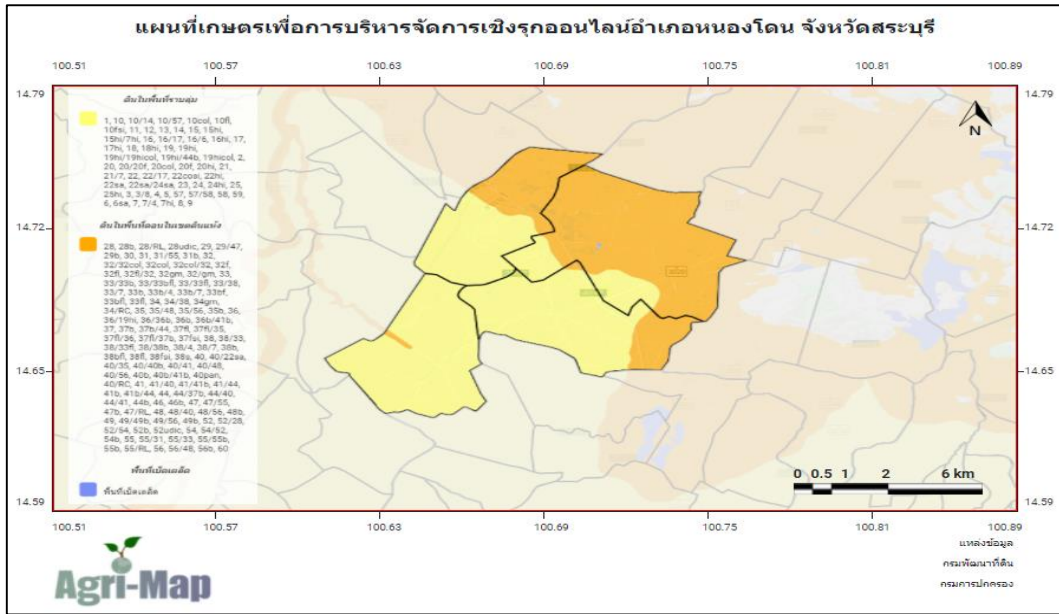 แผนที่เกษตรเพื่อการบริหารจัดการเชิงรุกออนไลน์อำเภอหนองโดน จังหวัดสระบุรี
100.51 100.57 100.63 100.69 100.75 100.81 100.89
14.79 14.79
ดินในพื้นที่ราบลุ่ม
1, 10, 10/14, 10/57, 10col, 10fl,
10fsi, 11, 12, 13, 14, 15, 15hi,
15hi/7hi, 16, 16/17, 16/6, 16hi, 17,
17hi, 18, 18hi, 19, 19hi,
19hi/19hicol, 19hi/44b, 19hicol, 2,
20, 20/20f, 20col, 20f, 20hi, 21,
21/7, 22, 22/17, 22cosi, 22hi,
22sa, 22sa/24sa, 23, 24, 24hi, 25,
25hi, 3, 3/8, 4, 5, 57, 57/58, 58, 59,
6, 6sa, 7, 7/4, 7hi, 8, 9
N
ดินในพื้นที่ดอนในเขตดินแห้ง
14.72 14.72
28, 28b, 28/RL, 28udic, 29, 29/47,
29b, 30, 31, 31/55, 31b, 32,
32/32col, 32col, 32col/32, 32f,
32fl, 32fl/32, 32gm, 32/gm, 33,
33/33b, 33/33bfl, 33/33fl, 33/38,
33/7, 33b, 33b/4, 33b/7, 33bf,
33bfl, 33fl, 34, 34/38, 34gm,
34/RC, 35, 35/48, 35/56, 35b, 36,
36/19hi, 36/36b, 36b, 36b/41b,
37, 37b, 37b/44, 37fl, 37fl/35,
37fl/36, 37fl/37b, 37fsi, 38, 38/33,
38/33fl, 38/38b, 38/4, 38/7, 38b,
38bfl, 38fl, 38fsi, 38s, 40, 40/22sa,
40/35, 40/40b, 40/41, 40/48,
40/56, 40b, 40b/41b, 40pan,
40/RC, 41, 41/40, 41/41b, 41/44,
41b, 41b/44, 44, 44/37b, 44/40,
44/41, 44b, 46, 46b, 47, 47/55,
47b, 47/RL, 48, 48/40, 48/56, 48b,
49, 49/49b, 49/56, 49b, 52, 52/28,
52/54, 52b, 52udic, 54, 54/52,
54b, 55, 55/31, 55/33, 55/55b,
55b, 55/RL, 56, 56/48, 56b, 60
14.65 14.65
พื้นที่เบ็ดเตล็ด
พื้นที่เบ็ดเตล็ด
0 0.5 1 2 6 km
14.59 14.59
100.51 100.57 100.63 100.69 100.75 100.81 100.89
แหล่งข้อมูล
กรมพัฒนาที่ดิน
กรมการปกครอง
Agri-Map